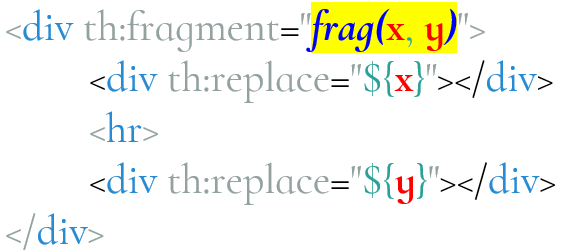 <div th:fragment="frag(x, y)">
<div th:replace="${x}"></div>
<hr>
<div th:replace="${y}"></div>
</div>